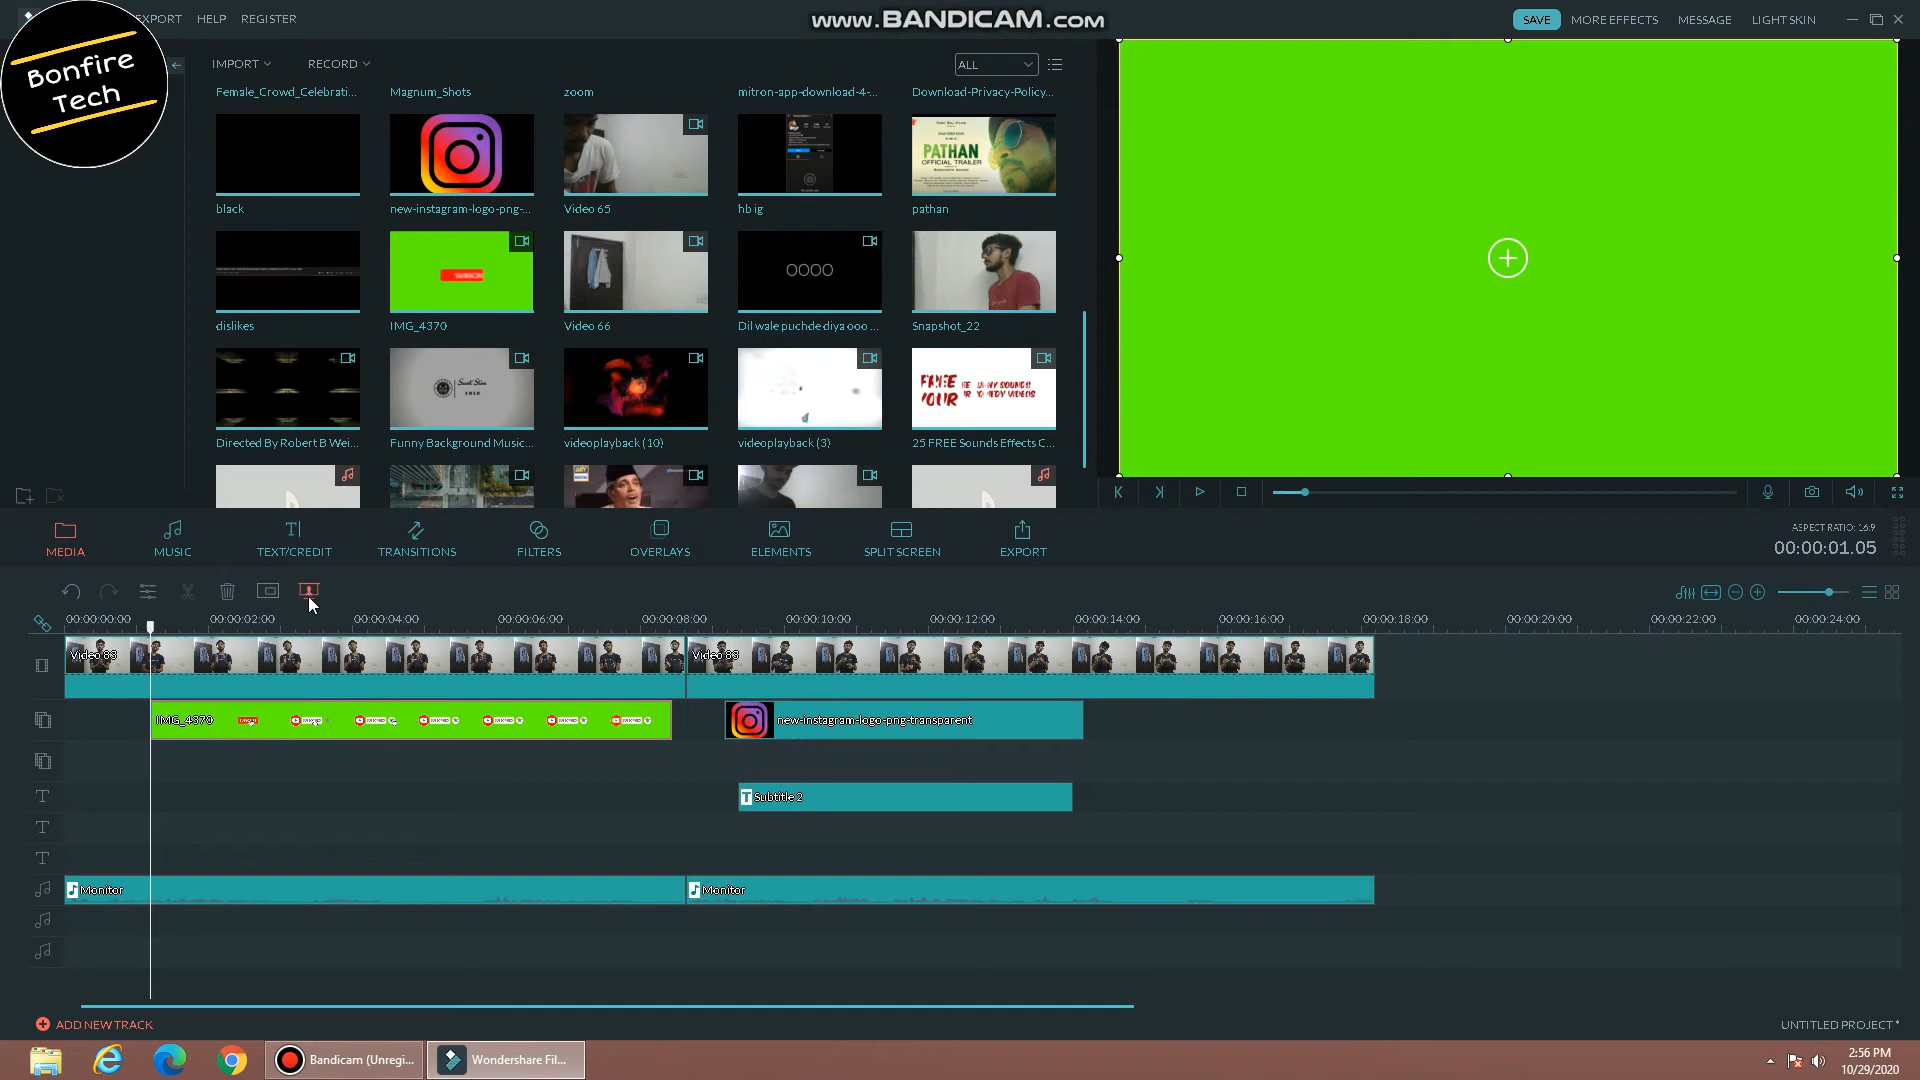 EXPORT HELP REGISTER
www.BANDICAM.com
SAVE MORE EFFECTS MESSAGE LIGHT SKIN
Bonfire
Tech
IMPORT RECORD ALL
Female_Crowd_Celebrati... Magnum_Shots zoom mitron-app-download-4-... Download-Privacy-Policy...
PATHAN
OFFICIAL TRAILER
black new-instagram-logo-png-... Video 65 hb ig pathan
OOOO
dislikes IMG_4370 Video 66 Dil wale puchde diya ooo ... Snapshot_22
Directed By Robert B Wei... Funny Background Music... videoplayback (10) videoplayback (3) 25 FREE Sounds Effects C...
MEDIA MUSIC TEXT/CREDIT TRANSITIONS FILTERS OVERLAYS ELEMENTS SPLIT SCREEN EXPORT
ASPECT RATIO: 16:9
00:00:01.05
00:00:00:00 00:00:02:00 00:00:04:00 00:00:06:00 00:00:08:00 00:00:10:00 00:00:12:00 00:00:14:00 00:00:16:00 00:00:18:00 00:00:20:00 00:00:22:00 00:00:24:00
Video 83 Video 83
IMG_4370 new-instagram-logo-png-transparent
T Subtitle 2
Monitor Monitor
ADD NEW TRACK
UNTITLED PROJECT *
Bandicam (Unregi... Wondershare Fil...
2:56 PM
10/29/2020